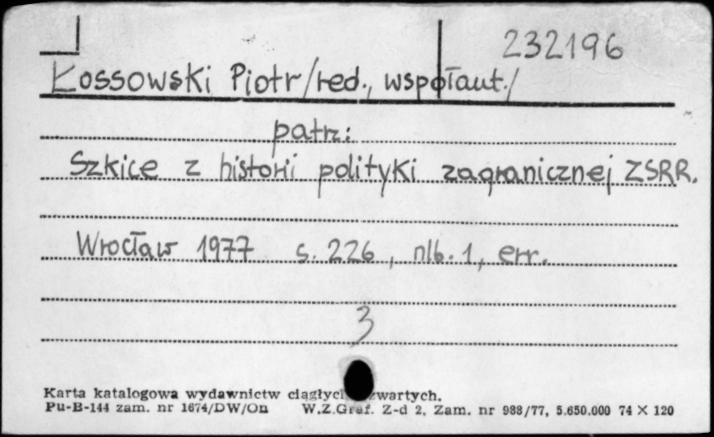 232196
Łossowski Piotr/red., współaut./
patrz:
Szkice z historii polityki zagranicznej ZSRR.
Wrocław 1977 s. 226, nlb. 1, err.
3
Karta katalogowa wydawnictw ciągłych zwartych.
Pu-B-144 zam. nr 1674/DW/On W.Z.Graf. Z-d 2, Zam. nr 988/77, 5.650.000 74 X 120